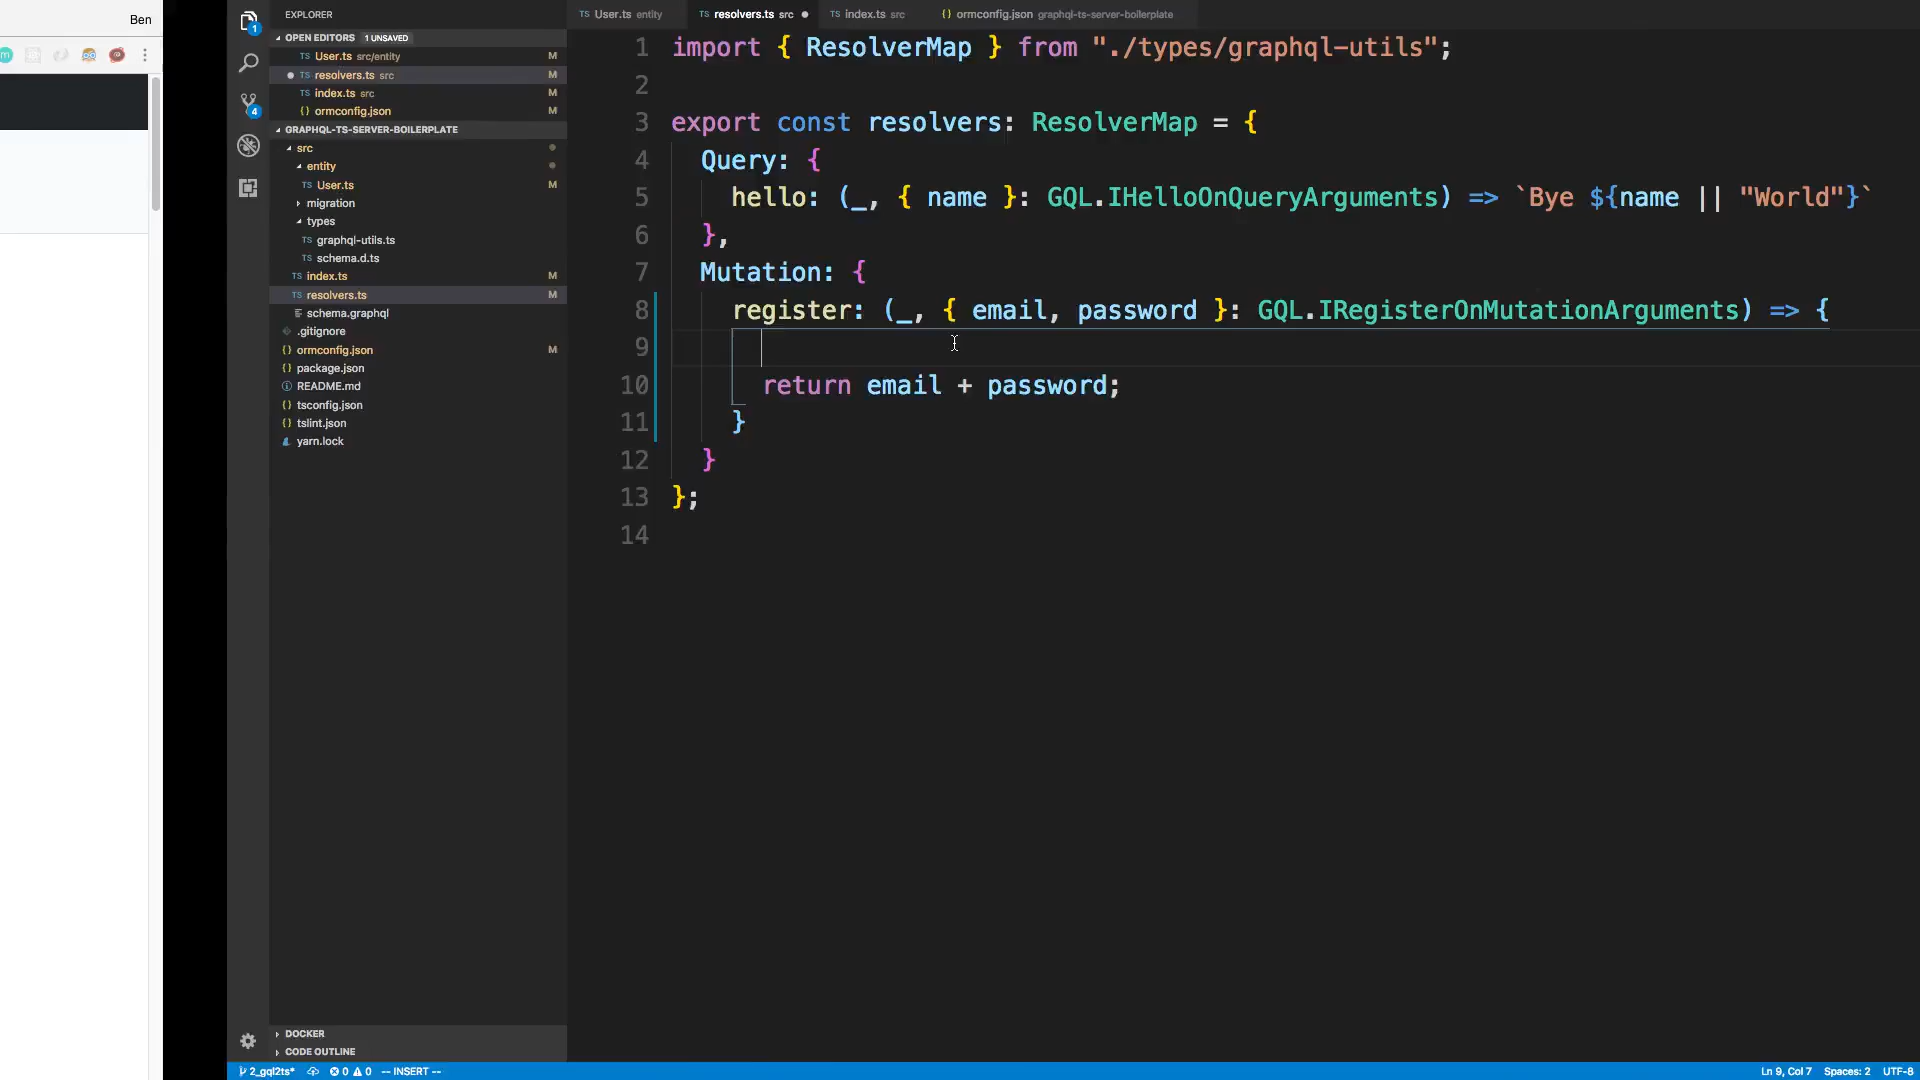 Ben
EXPLORER
OPEN EDITORS 1 UNSAVED
TS User.ts src/entity M
TS resolvers.ts src M
TS index.ts src M
{} ormconfig.json M
GRAPHQL-TS-SERVER-BOILERPLATE
src
entity
TS User.ts M
migration
types
TS graphql-utils.ts
TS schema.d.ts
TS index.ts M
TS resolvers.ts M
schema.graphql
.gitignore
{} ormconfig.json M
{} package.json
README.md
{} tsconfig.json
{} tslint.json
yarn.lock
DOCKER
CODE OUTLINE
1
4
TS User.ts entity TS resolvers.ts src TS index.ts src {} ormconfig.json graphql-ts-server-boilerplate
1 import { ResolverMap } from "./types/graphql-utils";
2
3 export const resolvers: ResolverMap = {
4 Query: {
5 hello: (_, { name }: GQL.IHelloOnQueryArguments) => `Bye ${name || "World"}`
6 },
7 Mutation: {
8 register: (_, { email, password }: GQL.IRegisterOnMutationArguments) => {
9
10 return email + password;
11 }
12 }
13 };
14
2_gql2ts* 0 0 -- INSERT -- Ln 9, Col 7 Spaces: 2 UTF-8